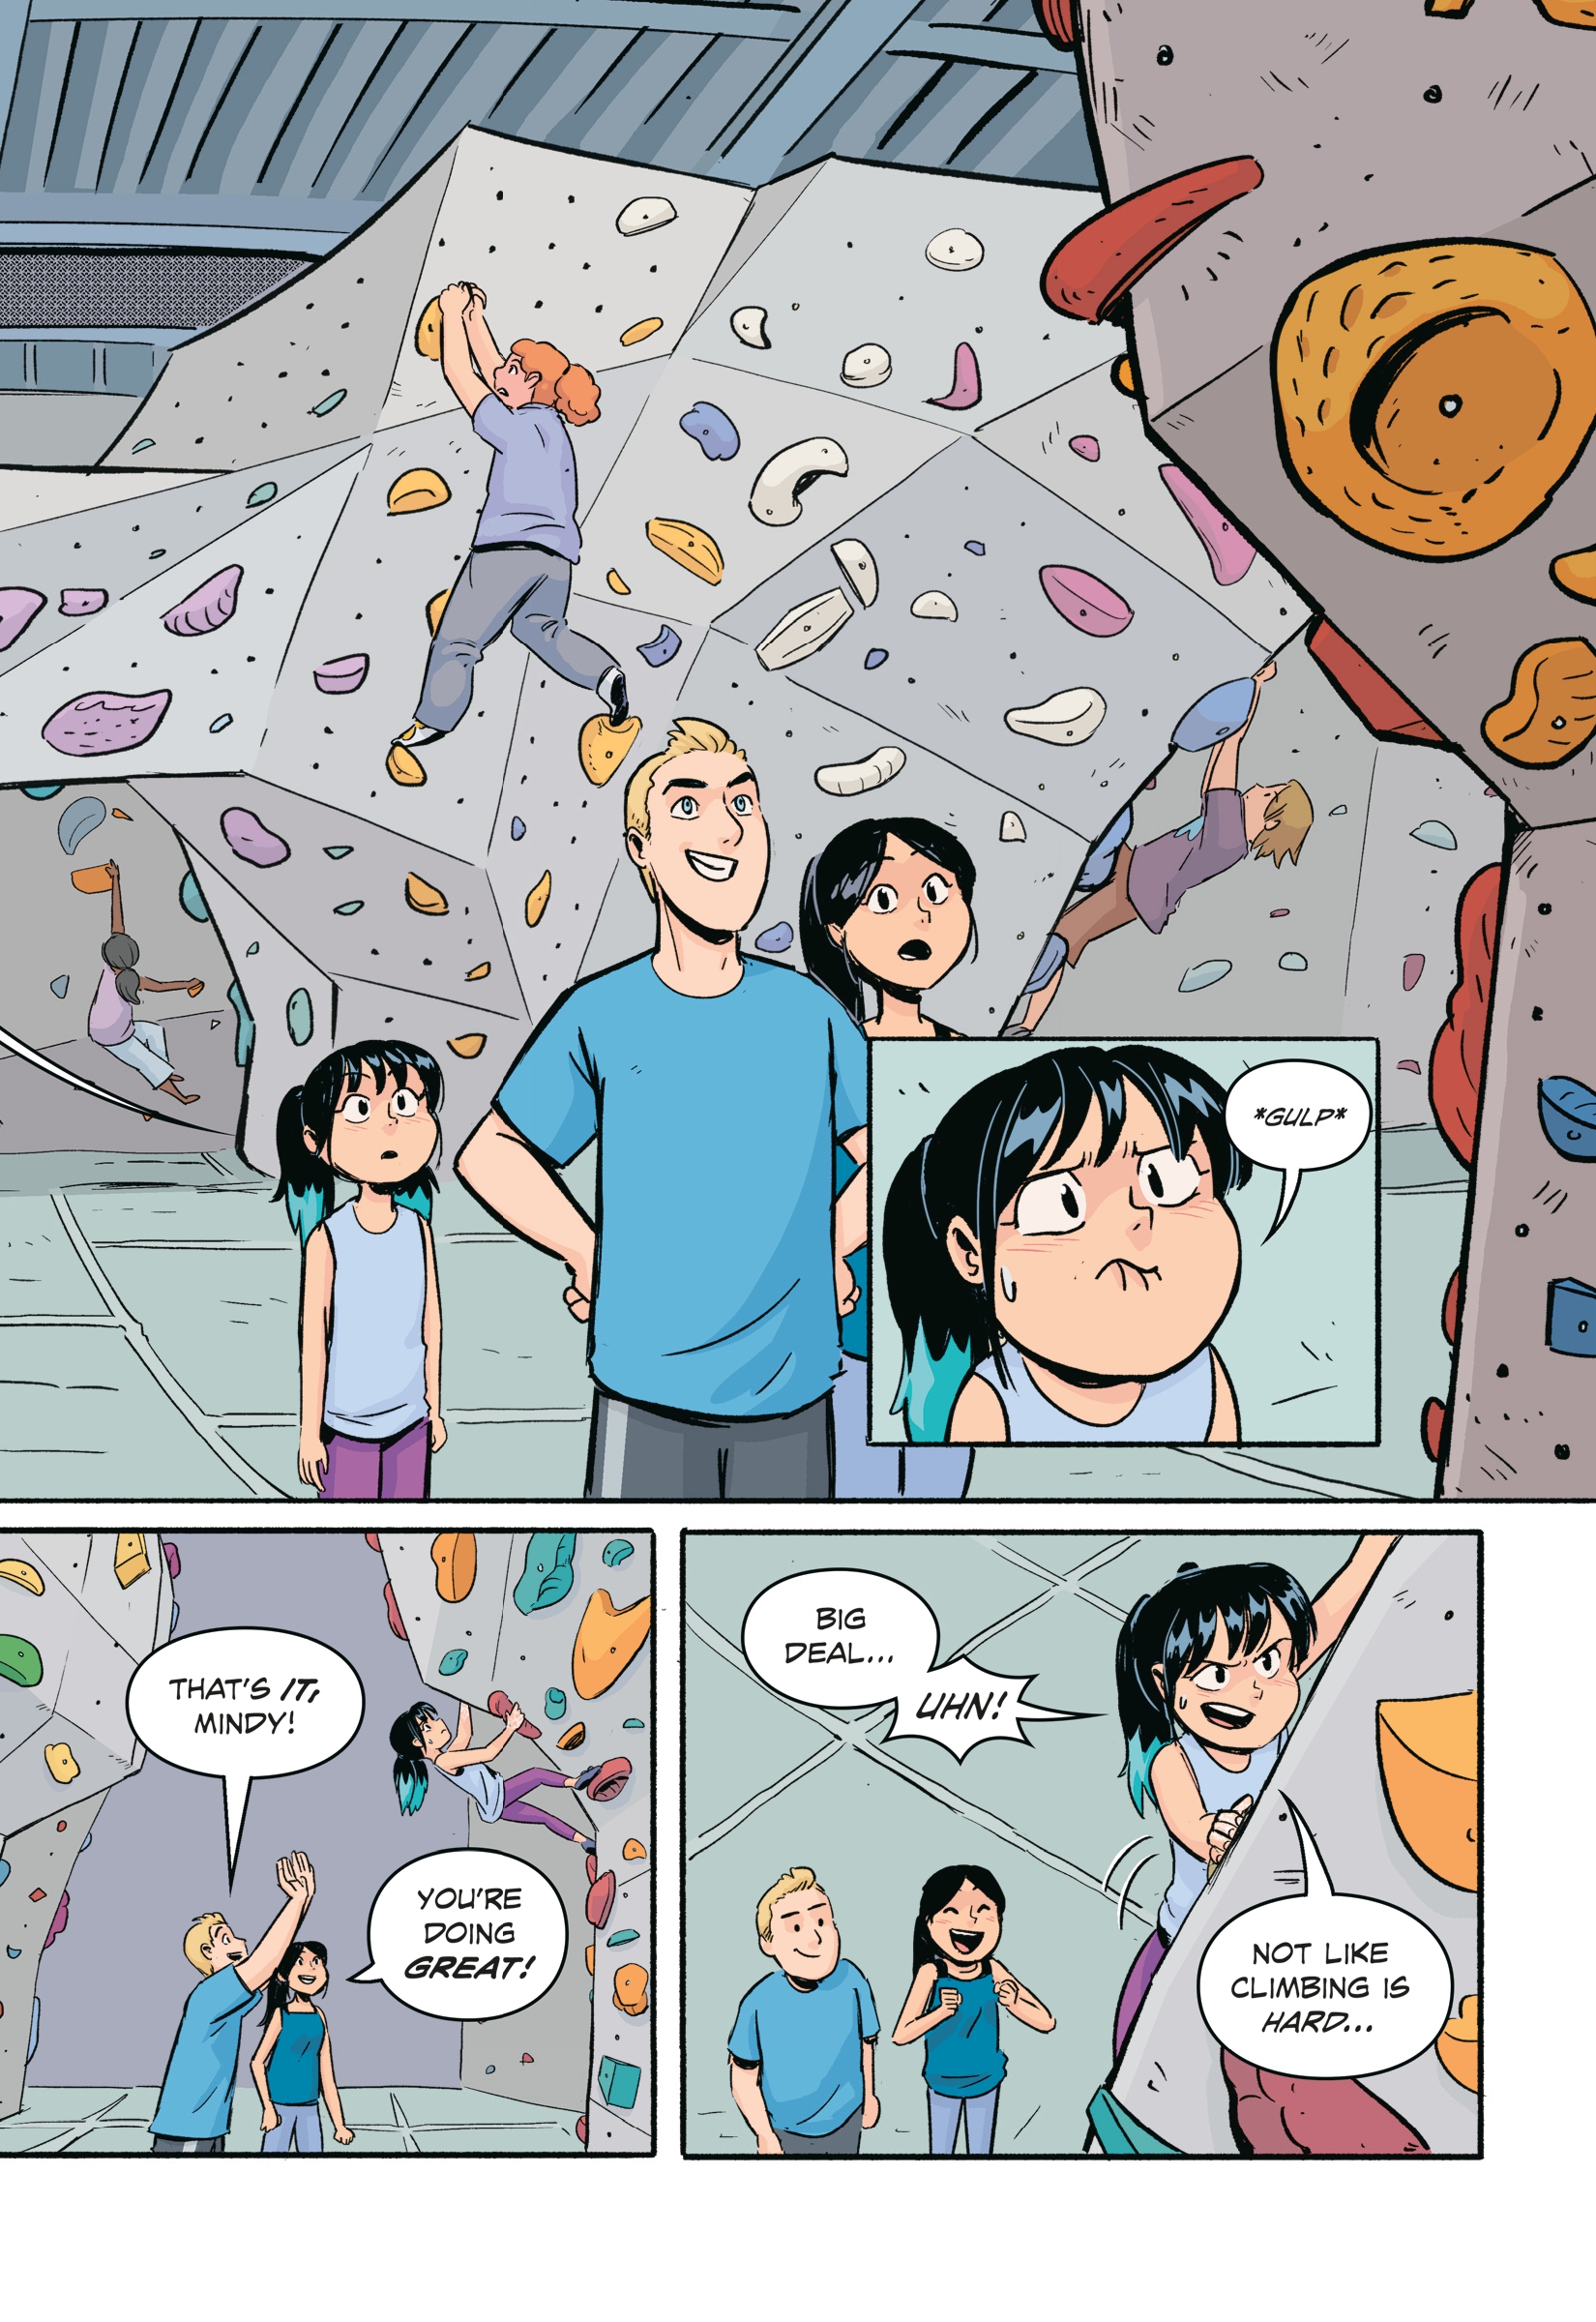 *GULP*
THAT'S IT,
MINDY!
YOU'RE
DOING
GREAT!
BIG
DEAL...
UHN!
NOT LIKE
CLIMBING IS
HARD...